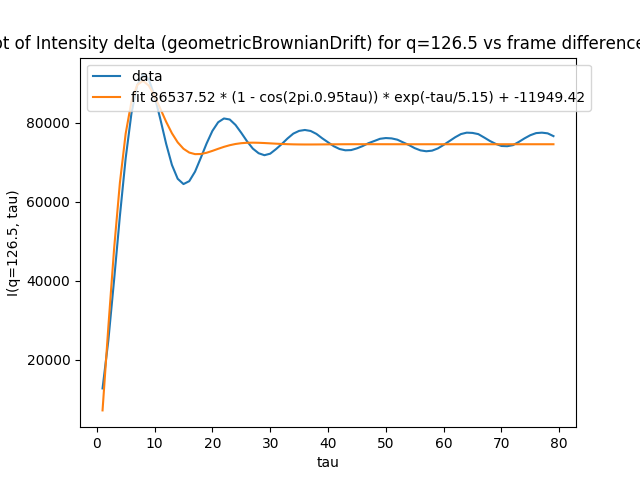 ot of Intensity delta (geometricBrownianDrift) for q=126.5 vs frame difference
data
fit 86537.52 * (1 - cos(2pi.0.95tau)) * exp(-tau/5.15) + -11949.42
80000
60000
40000
20000
I(q=126.5, tau)
0 10 20 30 40 50 60 70 80
tau